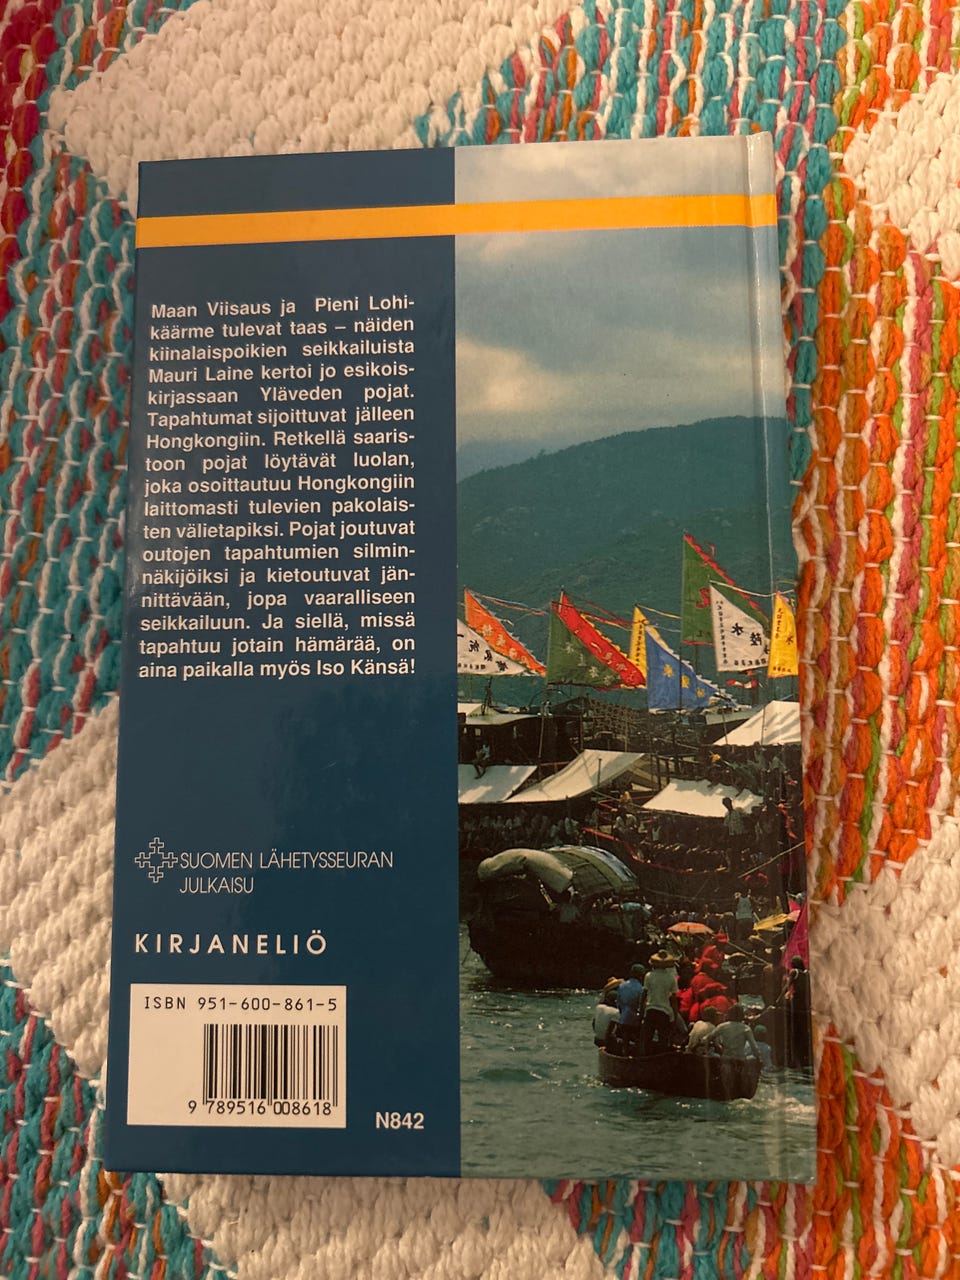 Maan Viisaus ja Pieni Lohi-
käärme tulevat taas – näiden
kiinalaispoikien seikkailuista
Mauri Laine kertoi jo esikois-
kirjassaan Yläveden pojat.
Tapahtumat sijoittuvat jälleen
Hongkongiin. Retkellä saaris-
toon pojat löytävät luolan,
joka osoittautuu Hongkongiin
laittomasti tulevien pakolais-
ten välietapiksi. Pojat joutuvat
outojen tapahtumien silmin-
näkijöiksi ja kietoutuvat jän-
nittävään, jopa vaaralliseen
seikkailuun. Ja siellä, missä
tapahtuu jotain hämärää, on
aina paikalla myös Iso Känsä!
SUOMEN LÄHETYSSEURAN
JULKAISU
KIRJANELIÖ
ISBN 951-600-861-5
9 789516 008618
N842